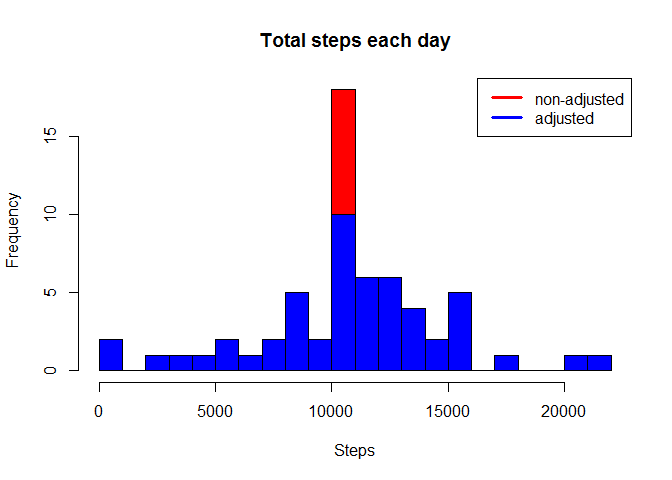 Total steps each day
non-adjusted
adjusted
Frequency
15
10
5
0
0 5000 10000 15000 20000
Steps